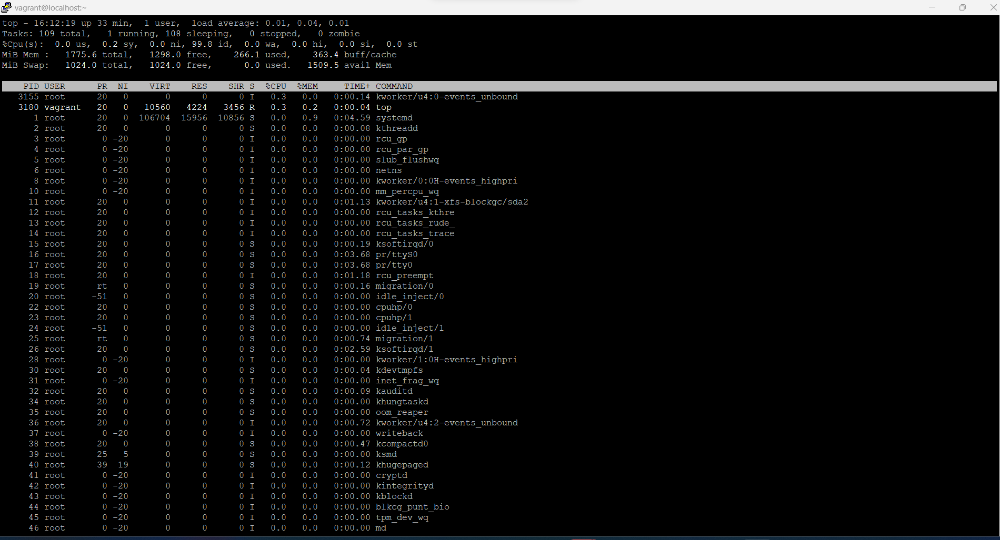 vagrant@localhost:~
top - 16:12:19 up 33 min,  1 user,  load average: 0.01, 0.04, 0.01
Tasks: 109 total,   1 running, 108 sleeping,   0 stopped,   0 zombie
%Cpu(s):  0.0 us,  0.2 sy,  0.0 ni, 99.8 id,  0.0 wa,  0.0 hi,  0.0 si,  0.0 st
MiB Mem :   1775.6 total,   1298.0 free,    266.1 used,    363.4 buff/cache
MiB Swap:   1024.0 total,   1024.0 free,      0.0 used.   1509.5 avail Mem
PID USER      PR  NI    VIRT    RES    SHR S  %CPU  %MEM     TIME+ COMMAND
3155 root      20   0       0      0      0 I   0.3   0.0   0:00.14 kworker/u4:0-events_unbound
3180 vagrant   20   0   10560   4224   3456 R   0.3   0.2   0:00.04 top
1 root      20   0  106704  15956  10856 S   0.0   0.9   0:04.59 systemd
2 root      20   0       0      0      0 S   0.0   0.0   0:00.08 kthreadd
3 root       0 -20       0      0      0 I   0.0   0.0   0:00.00 rcu_gp
4 root       0 -20       0      0      0 I   0.0   0.0   0:00.00 rcu_par_gp
5 root       0 -20       0      0      0 I   0.0   0.0   0:00.00 slub_flushwq
6 root       0 -20       0      0      0 I   0.0   0.0   0:00.00 netns
8 root       0 -20       0      0      0 I   0.0   0.0   0:00.00 kworker/0:0H-events_highpri
10 root       0 -20       0      0      0 I   0.0   0.0   0:00.00 mm_percpu_wq
11 root      20   0       0      0      0 I   0.0   0.0   0:01.13 kworker/u4:1-xfs-blockgc/sda2
12 root      20   0       0      0      0 I   0.0   0.0   0:00.00 rcu_tasks_kthre
13 root      20   0       0      0      0 I   0.0   0.0   0:00.00 rcu_tasks_rude_
14 root      20   0       0      0      0 I   0.0   0.0   0:00.00 rcu_tasks_trace
15 root      20   0       0      0      0 S   0.0   0.0   0:00.19 ksoftirqd/0
16 root      20   0       0      0      0 S   0.0   0.0   0:03.68 pr/ttyS0
17 root      20   0       0      0      0 S   0.0   0.0   0:03.68 pr/tty0
18 root      20   0       0      0      0 I   0.0   0.0   0:01.18 rcu_preempt
19 root      rt   0       0      0      0 S   0.0   0.0   0:00.16 migration/0
20 root     -51   0       0      0      0 S   0.0   0.0   0:00.00 idle_inject/0
22 root      20   0       0      0      0 S   0.0   0.0   0:00.00 cpuhp/0
23 root      20   0       0      0      0 S   0.0   0.0   0:00.00 cpuhp/1
24 root     -51   0       0      0      0 S   0.0   0.0   0:00.00 idle_inject/1
25 root      rt   0       0      0      0 S   0.0   0.0   0:00.74 migration/1
26 root      20   0       0      0      0 S   0.0   0.0   0:02.59 ksoftirqd/1
28 root       0 -20       0      0      0 I   0.0   0.0   0:00.00 kworker/1:0H-events_highpri
30 root      20   0       0      0      0 S   0.0   0.0   0:00.04 kdevtmpfs
31 root       0 -20       0      0      0 I   0.0   0.0   0:00.00 inet_frag_wq
32 root      20   0       0      0      0 S   0.0   0.0   0:00.09 kauditd
34 root      20   0       0      0      0 S   0.0   0.0   0:00.00 khungtaskd
35 root      20   0       0      0      0 S   0.0   0.0   0:00.00 oom_reaper
36 root      20   0       0      0      0 I   0.0   0.0   0:00.72 kworker/u4:2-events_unbound
37 root       0 -20       0      0      0 I   0.0   0.0   0:00.00 writeback
38 root      20   0       0      0      0 S   0.0   0.0   0:00.47 kcompactd0
39 root      25   5       0      0      0 S   0.0   0.0   0:00.00 ksmd
40 root      39  19       0      0      0 S   0.0   0.0   0:00.12 khugepaged
41 root       0 -20       0      0      0 I   0.0   0.0   0:00.00 cryptd
42 root       0 -20       0      0      0 I   0.0   0.0   0:00.00 kintegrityd
43 root       0 -20       0      0      0 I   0.0   0.0   0:00.00 kblockd
44 root       0 -20       0      0      0 I   0.0   0.0   0:00.00 blkcg_punt_bio
45 root       0 -20       0      0      0 I   0.0   0.0   0:00.00 tpm_dev_wq
46 root       0 -20       0      0      0 I   0.0   0.0   0:00.00 md